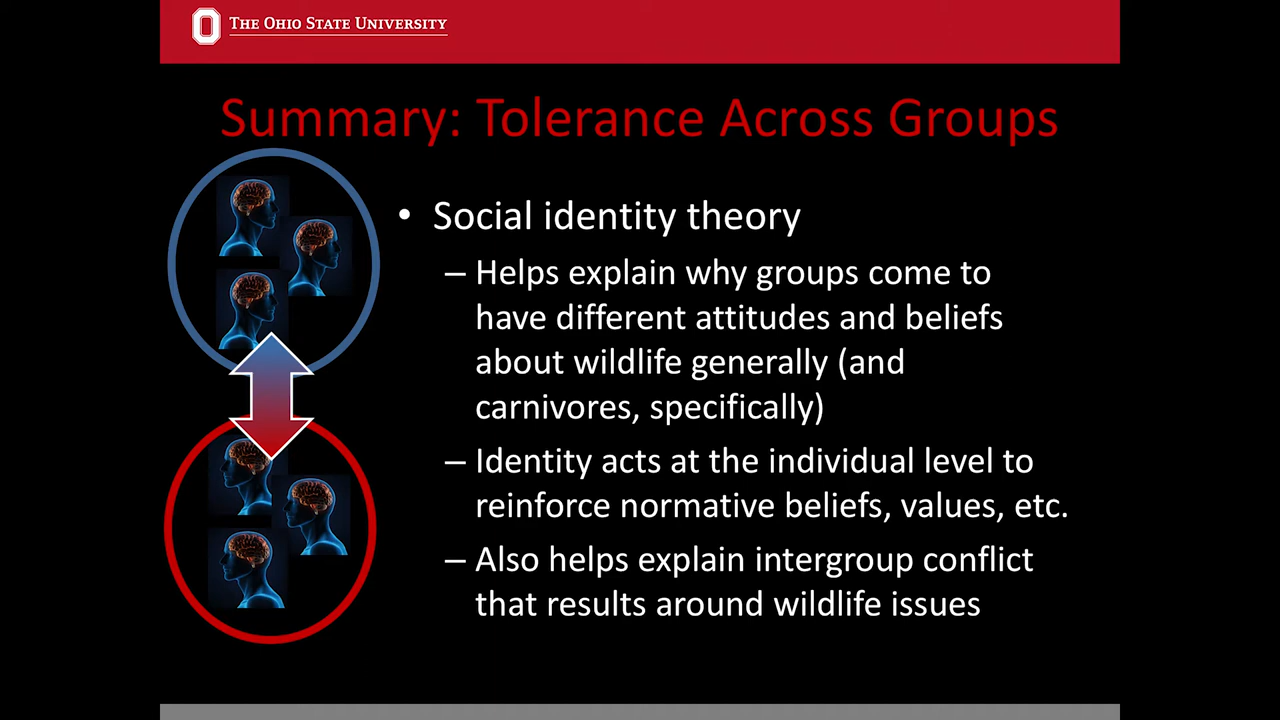 THE OHIO STATE UNIVERSITY
Summary: Tolerance Across Groups
• Social identity theory
– Helps explain why groups come to
have different attitudes and beliefs
about wildlife generally (and
carnivores, specifically)
– Identity acts at the individual level to
reinforce normative beliefs, values, etc.
– Also helps explain intergroup conflict
that results around wildlife issues